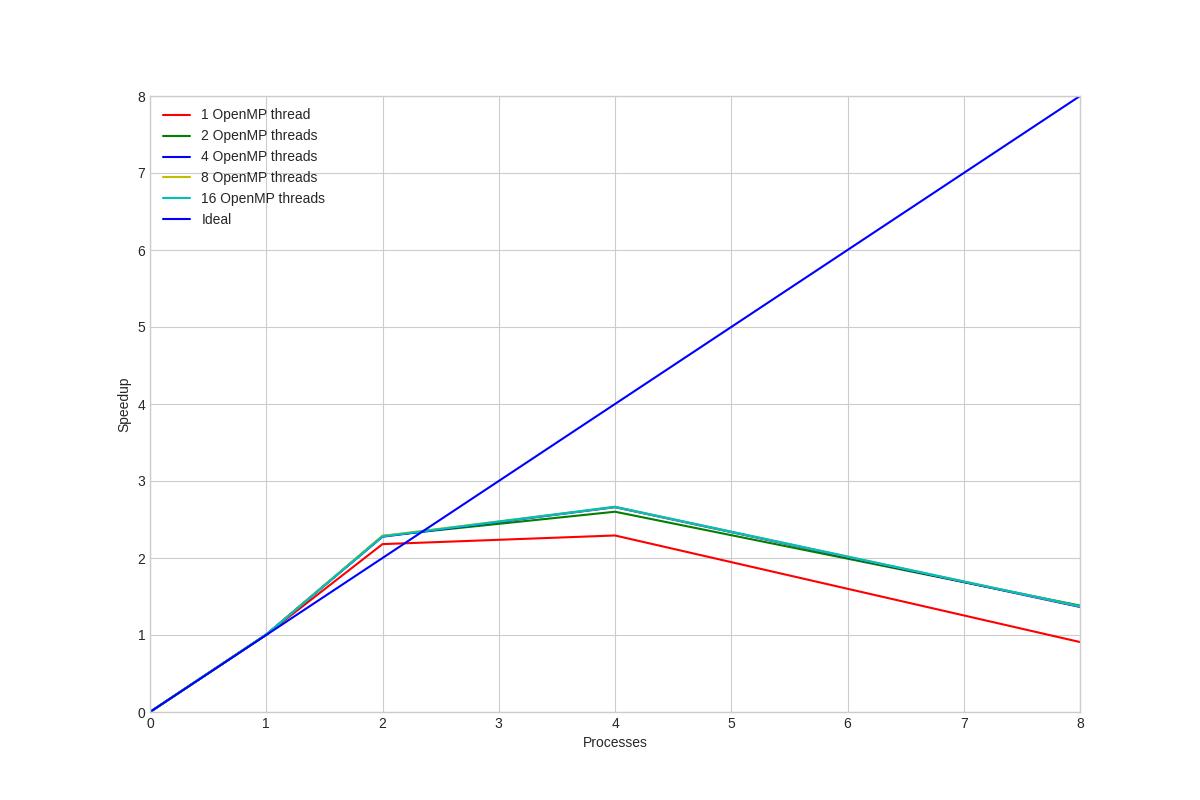 1 OpenMP thread
2 OpenMP threads
4 OpenMP threads
8 OpenMP threads
16 OpenMP threads
Ideal
8
7
6
5
4
3
2
1
0
Speedup
0 1 2 3 4 5 6 7 8
Processes